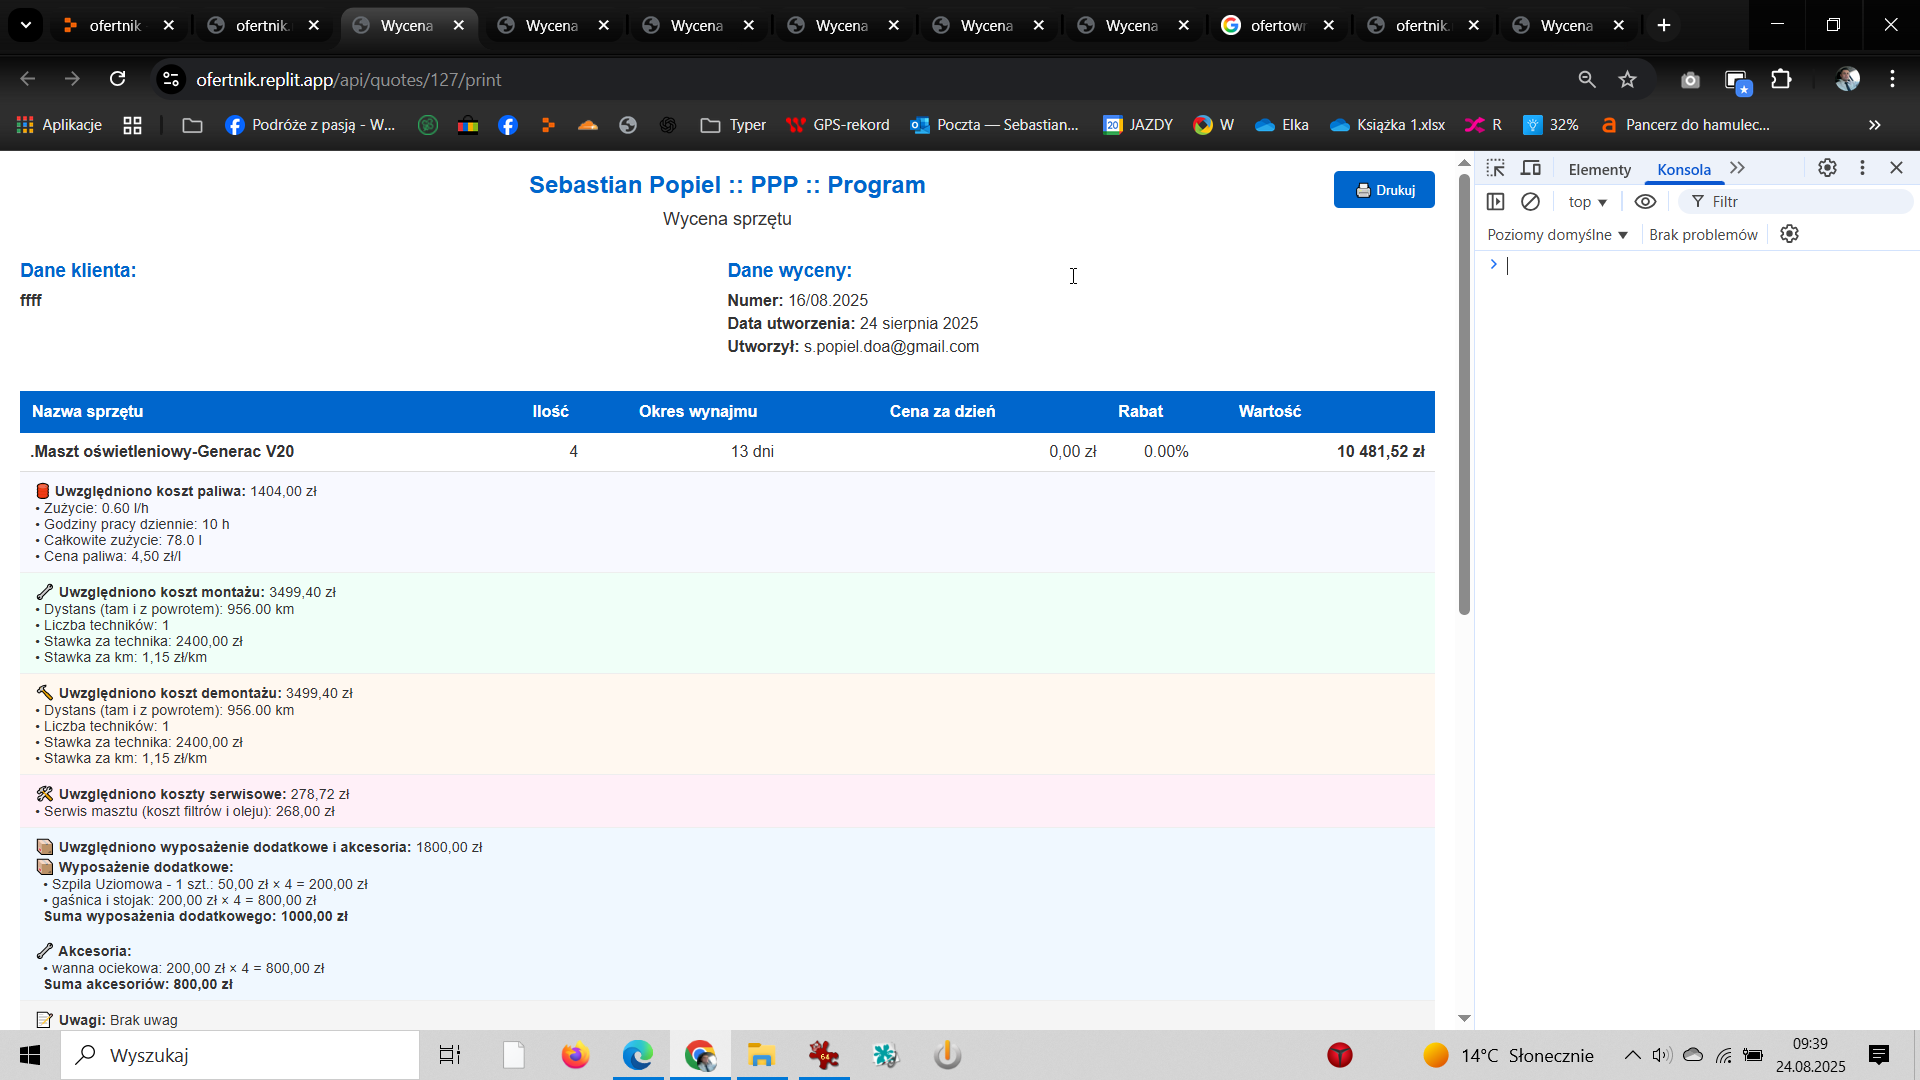 ofertnik
ofertnik.
Wycena
Wycena
Wycena
Wycena
Wycena
Wycena
ofertown
ofertnik.
Wycena
ofertnik.replit.app/api/quotes/127/print
Aplikacje
Podróże z pasją - W...
Typer
GPS-rekord
Poczta — Sebastian...
20 JAZDY
W
Elka
Książka 1.xlsx
R
32%
Pancerz do hamulec...
Sebastian Popiel :: PPP :: Program
Wycena sprzętu
Drukuj
Dane klienta:
ffff
Dane wyceny:
Numer: 16/08.2025
Data utworzenia: 24 sierpnia 2025
Utworzył: s.popiel.doa@gmail.com
Nazwa sprzętu Ilość Okres wynajmu Cena za dzień Rabat Wartość
.Maszt oświetleniowy-Generac V20 4 13 dni 0,00 zł 0.00% 10 481,52 zł
Uwzględniono koszt paliwa: 1404,00 zł
• Zużycie: 0.60 l/h
• Godziny pracy dziennie: 10 h
• Całkowite zużycie: 78.0 l
• Cena paliwa: 4,50 zł/l
Uwzględniono koszt montażu: 3499,40 zł
• Dystans (tam i z powrotem): 956.00 km
• Liczba techników: 1
• Stawka za technika: 2400,00 zł
• Stawka za km: 1,15 zł/km
Uwzględniono koszt demontażu: 3499,40 zł
• Dystans (tam i z powrotem): 956.00 km
• Liczba techników: 1
• Stawka za technika: 2400,00 zł
• Stawka za km: 1,15 zł/km
Uwzględniono koszty serwisowe: 278,72 zł
• Serwis masztu (koszt filtrów i oleju): 268,00 zł
Uwzględniono wyposażenie dodatkowe i akcesoria: 1800,00 zł
Wyposażenie dodatkowe:
• Szpila Uziomowa - 1 szt.: 50,00 zł × 4 = 200,00 zł
• gaśnica i stojak: 200,00 zł × 4 = 800,00 zł
Suma wyposażenia dodatkowego: 1000,00 zł
Akcesoria:
• wanna ociekowa: 200,00 zł × 4 = 800,00 zł
Suma akcesoriów: 800,00 zł
Uwagi: Brak uwag
Elementy
Konsola
top
Filtr
Poziomy domyślne
Brak problemów
Wyszukaj
64
14°C Słonecznie
09:39
24.08.2025